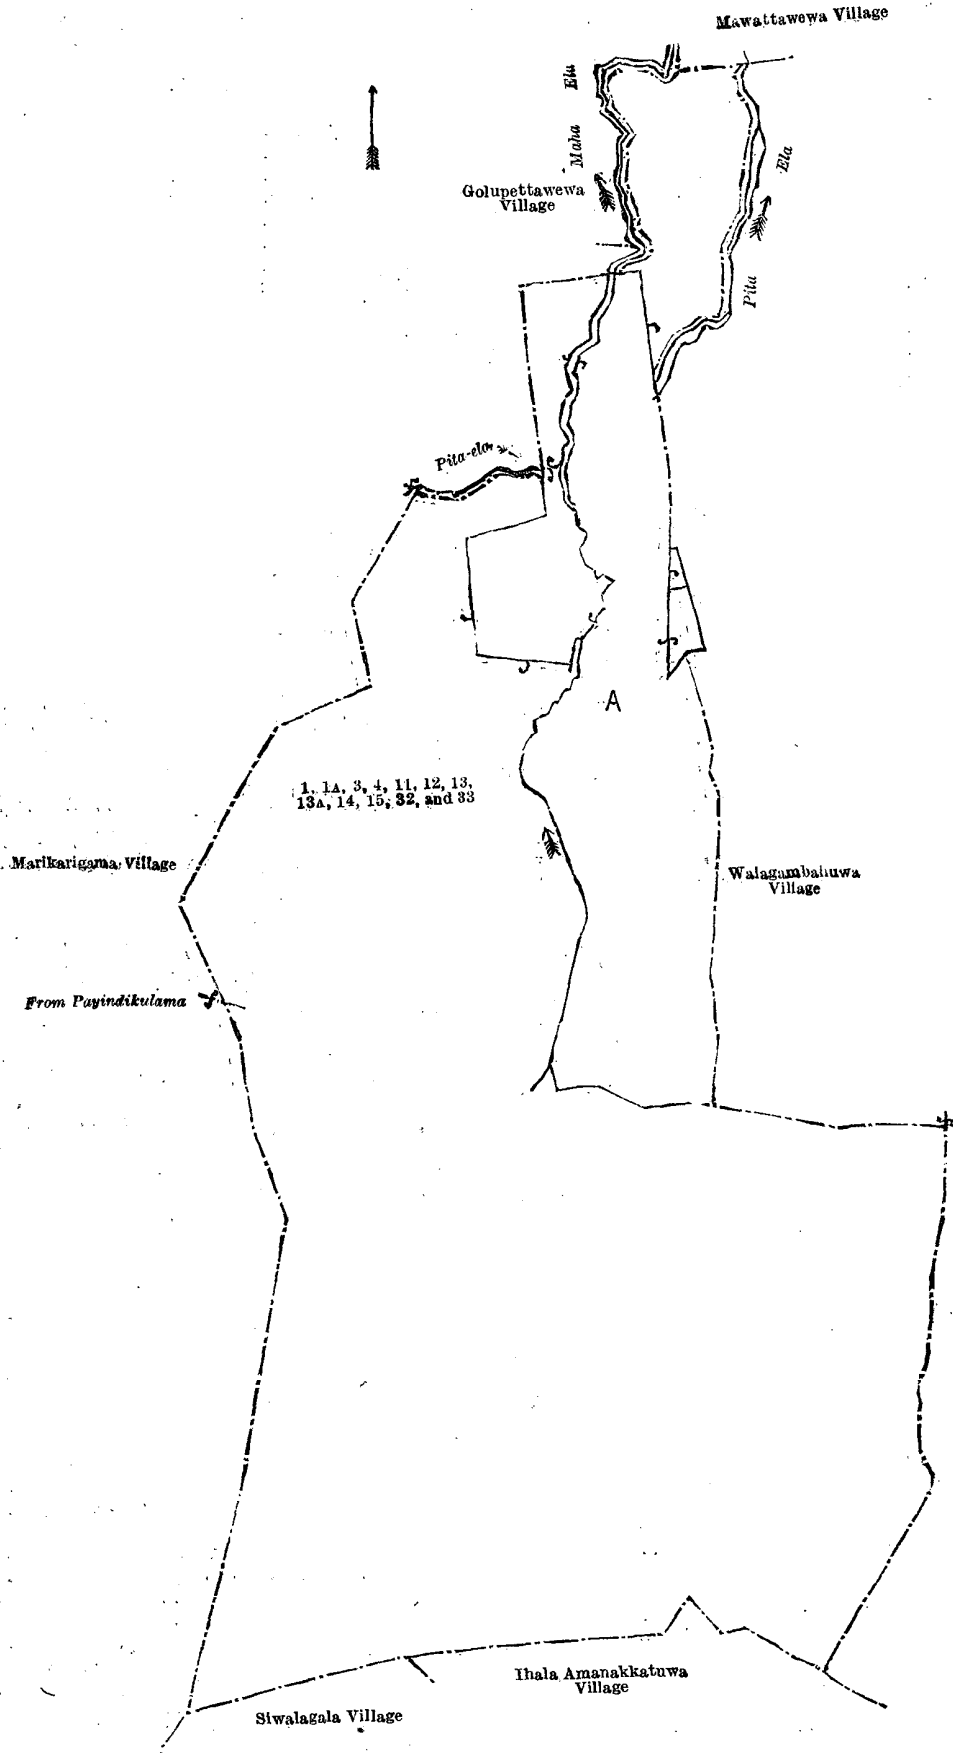 Mawattawewa Village
Ela
Maha
Ela
Golupettawewa
Village
Pita
Pita-ela
A
1, 1A, 3, 4, 11, 12, 13,
13A, 14, 15, 32, and 33
Marikarigama Village
Walagambahuwa
Village
From Payindikulama
Ihala Amanakkatuwa
Village
Siwalagala Village